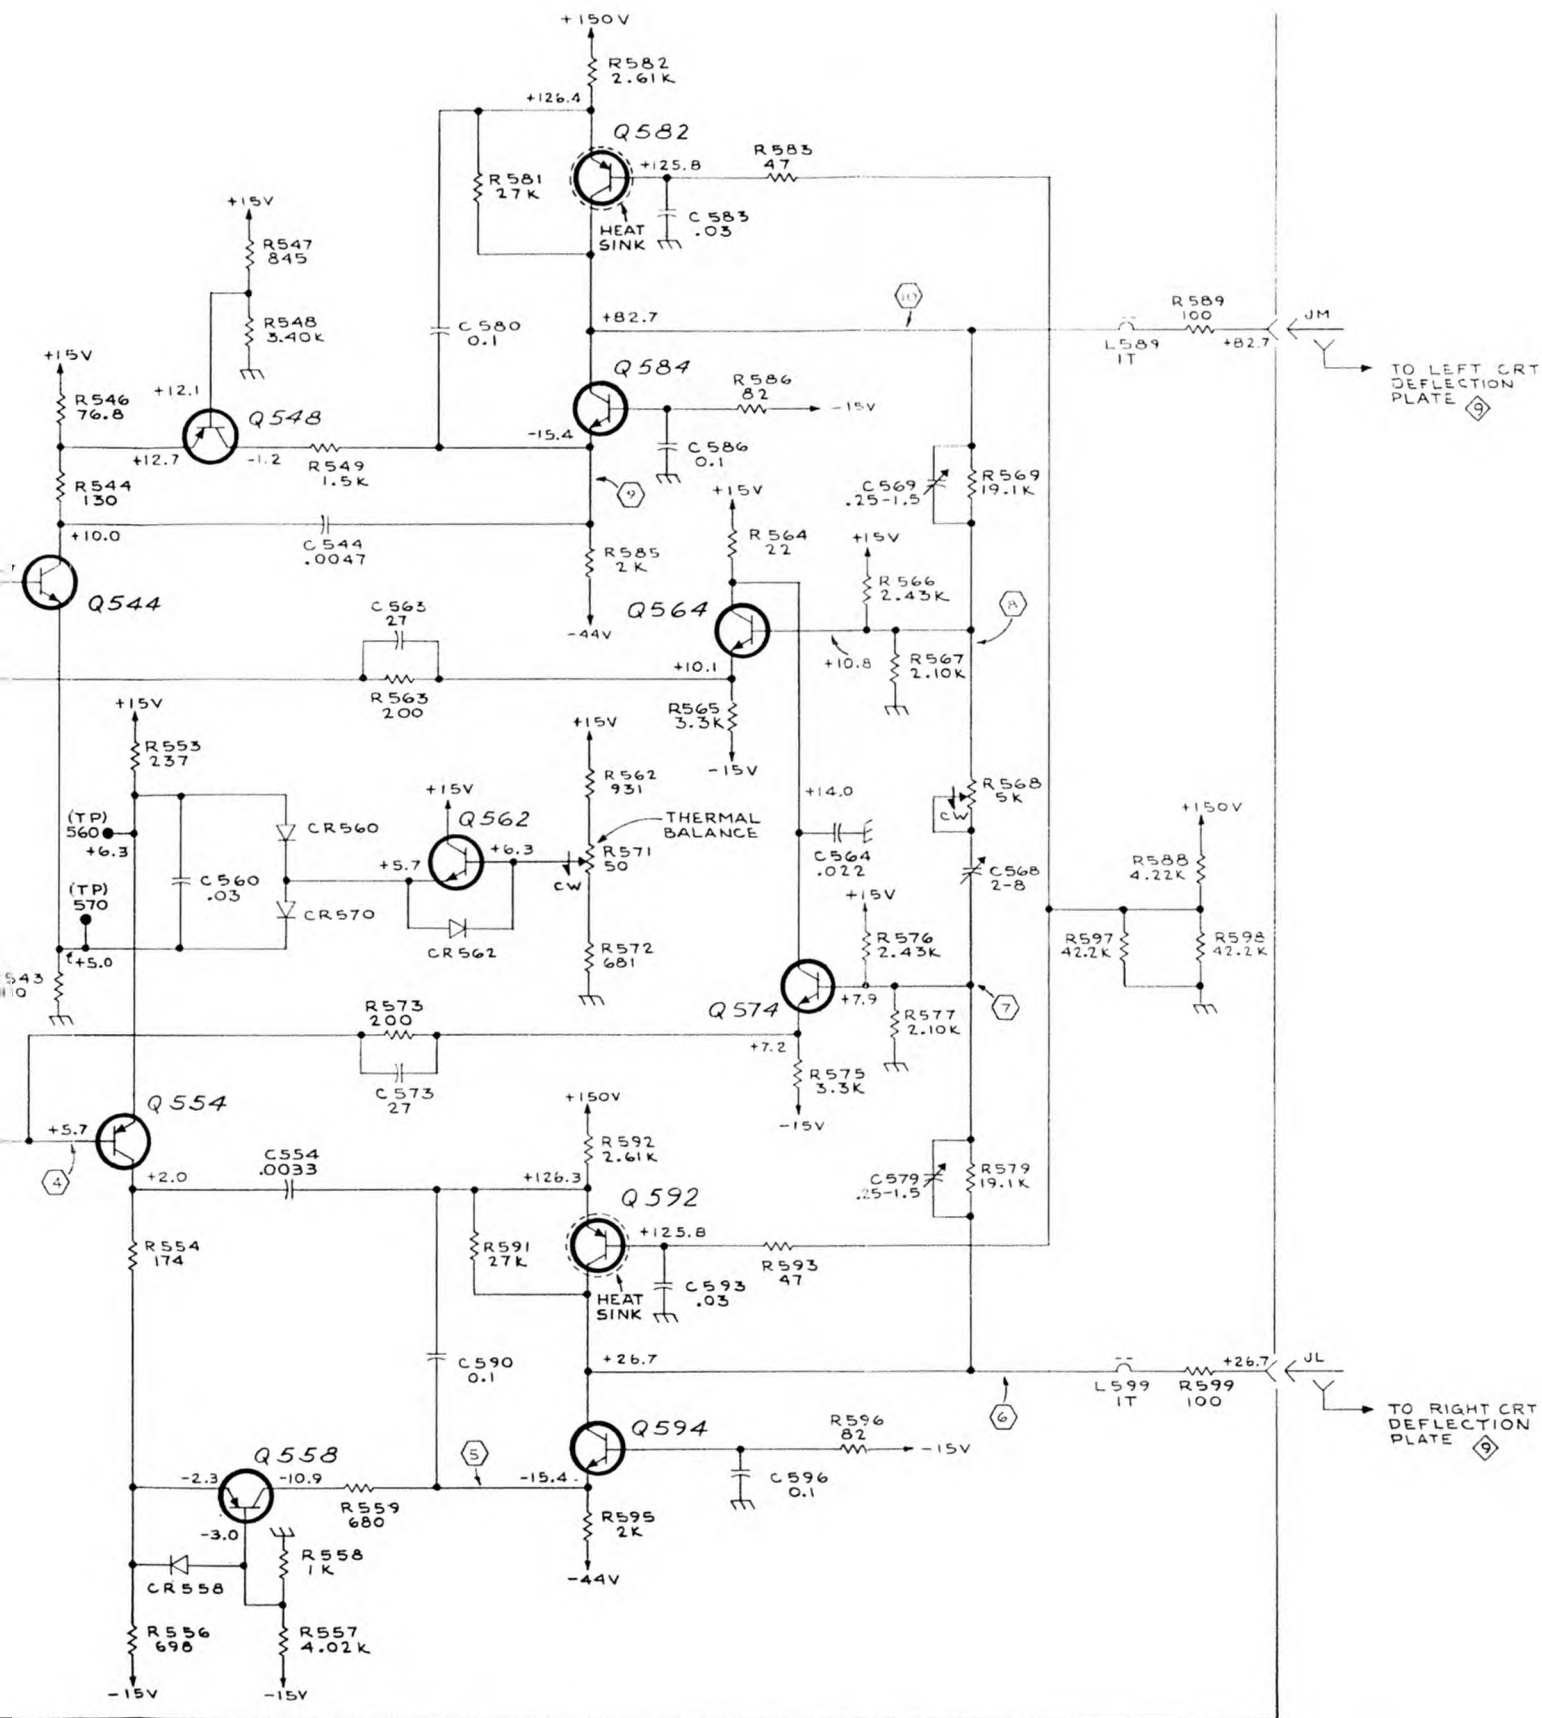 +150V
R582
2.61K
+126.4
Q582
R583
47
+125.8
R581
27K
C583
.03
HEAT
SINK
+15V
R547
845
R548
3.40K
C580
0.1
+82.7
10
R589
100
JM
L589
1T
+82.7
TO LEFT CRT
DEFLECTION
PLATE 9
+15V
R546
76.8
+12.1
Q548
Q584
R586
82
-15V
-15.4
+12.7
-1.2
R549
1.5K
C586
0.1
9
R544
130
+15V
C569
.25-1.5
R569
19.1K
+10.0
C544
.0047
R564
22
+15V
R585
2K
R566
2.43K
Q544
C563
27
Q564
8
-44V
+10.1
+10.8
R567
2.10K
R563
200
R565
3.3K
+15V
+15V
-15V
R553
237
R562
931
R568
5K
CW
+15V
+14.0
+150V
(TP)
560
+6.3
CR560
Q562
THERMAL
BALANCE
+5.7
+6.3
R571
50
CW
C564
.022
C568
2-8
R588
4.22K
(TP)
570
C560
.03
CR570
CR562
+15V
R576
2.43K
R597
42.2K
R598
42.2K
+5.0
R572
681
543
Q574
+7.9
7
R573
200
R577
2.10K
+7.2
C573
27
R575
3.3K
Q554
+150V
-15V
+5.7
4
C554
.0033
R592
2.61K
C579
.25-1.5
R579
19.1K
+2.0
+126.3
Q592
+125.8
R554
174
R591
27K
R593
47
C593
.03
HEAT
SINK
C590
0.1
+26.7
+26.7
JL
L599
1T
R599
100
6
TO RIGHT CRT
DEFLECTION
PLATE 9
Q594
R596
82
-15V
Q558
5
-2.3
-10.9
-15.4
C596
0.1
R559
680
-3.0
R595
2K
R558
1K
CR558
-44V
R556
698
R557
4.02K
-15V
-15V